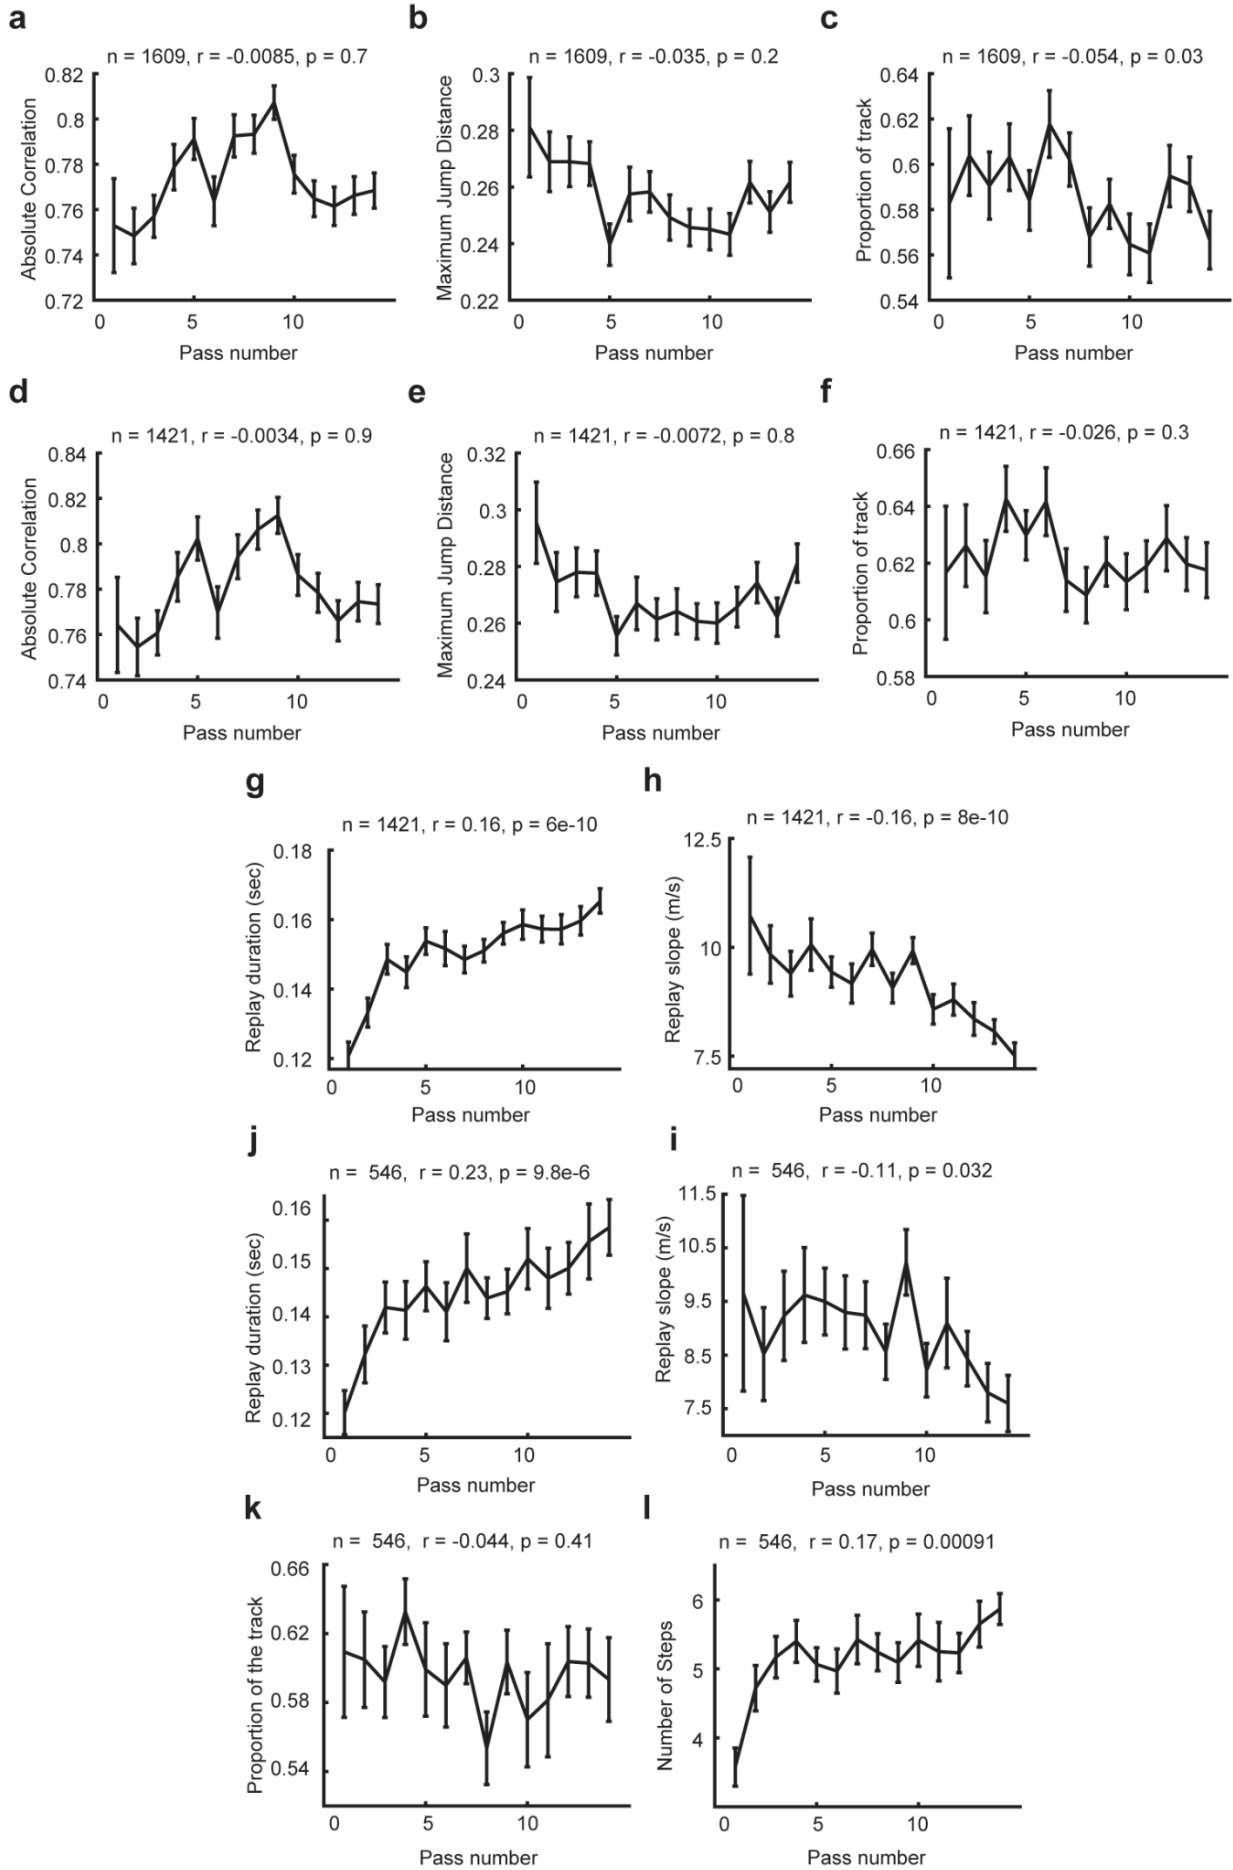 a
n = 1609, r = -0.0085, p = 0.7
Absolute Correlation
0.82
0.8
0.78
0.76
0.74
0.72
0
5
10
Pass number
b
n = 1609, r = -0.035, p = 0.2
Maximum Jump Distance
0.3
0.28
0.26
0.24
0.22
0
5
10
Pass number
c
n = 1609, r = -0.054, p = 0.03
Proportion of track
0.64
0.62
0.6
0.58
0.56
0.54
0
5
10
Pass number
d
n = 1421, r = -0.0034, p = 0.9
Absolute Correlation
0.84
0.82
0.8
0.78
0.76
0.74
0
5
10
Pass number
e
n = 1421, r = -0.0072, p = 0.8
Maximum Jump Distance
0.32
0.3
0.28
0.26
0.24
0
5
10
Pass number
f
n = 1421, r = -0.026, p = 0.3
Proportion of track
0.66
0.64
0.62
0.6
0.58
0
5
10
Pass number
g
n = 1421, r = 0.16, p = 6e-10
Replay duration (sec)
0.18
0.16
0.14
0.12
0
5
10
Pass number
h
n = 1421, r = -0.16, p = 8e-10
Replay slope (m/s)
12.5
10
7.5
0
5
10
Pass number
j
n = 546, r = 0.23, p = 9.8e-6
Replay duration (sec)
0.16
0.15
0.14
0.13
0.12
0
5
10
Pass number
i
n = 546, r = -0.11, p = 0.032
Replay slope (m/s)
11.5
10.5
9.5
8.5
7.5
0
5
10
Pass number
k
n = 546, r = -0.044, p = 0.41
Proportion of the track
0.66
0.62
0.58
0.54
0
5
10
Pass number
l
n = 546, r = 0.17, p = 0.00091
Number of Steps
6
5
4
0
5
10
Pass number